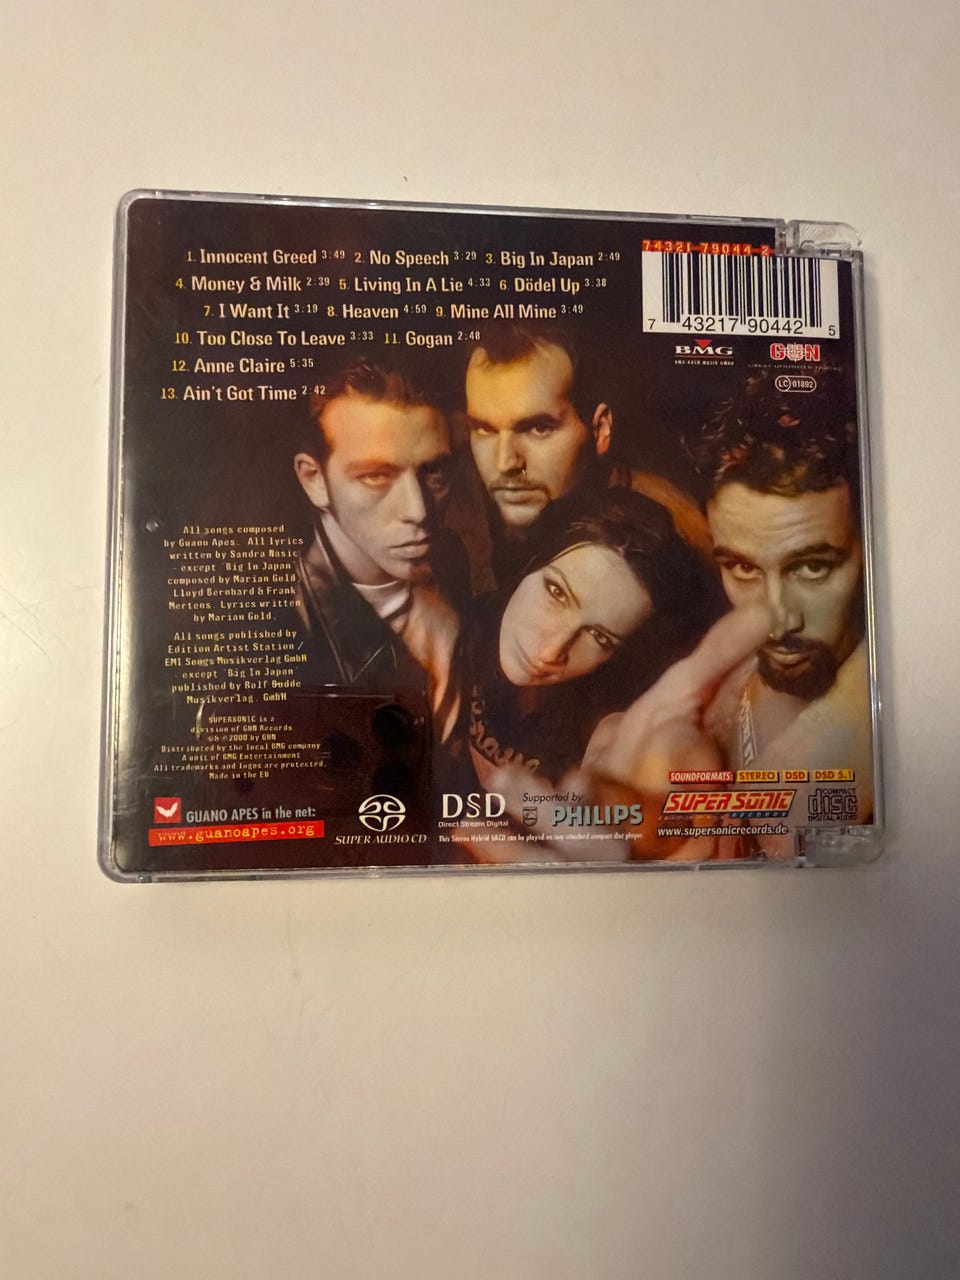 1. Innocent Greed 3:49 2. No Speech 3:29 3. Big In Japan 2:49
4. Money & Milk 2:39 5. Living In A Lie 4:33 6. Dödel Up 3:38
7. I Want It 3:19 8. Heaven 4:59 9. Mine All Mine 3:49
10. Too Close To Leave 3:33 11. Gogan 2:48
12. Anne Claire 5:35
13. Ain't Got Time 2:42
74321-79044-2
7 43217 90442 5
BMG
GUN
LC 01892
All songs composed
by Guano Apes. All lyrics
written by Sandra Nasic
- except 'Big In Japan'
composed by Marian Gold,
Lloyd Bernhard & Frank
Mertens. Lyrics written
by Marian Gold.
All songs published by
Edition Artist Station /
EMI Songs Musikverlag GmbH
- except 'Big In Japan'
published by Rolf Budde
Musikverlag. GmbH
SUPERSONIC is a
division of GUN Records
℗&©2000 by GUN
Distributed by the local BMG company
A unit of BMG Entertainment
All trademarks and logos are protected.
Made in the EU
GUANO APES in the net:
www.guanoapes.org
SUPER AUDIO CD
DSD
Direct Stream Digital
Supported by
PHILIPS
This Stereo Hybrid SACD can be played on any standard compact disc player.
SOUNDFORMATS: STEREO DSD DSD 5.1
SUPERSONIC
RECORDS
www.supersonicrecords.de
COMPACT
disc
DIGITAL AUDIO